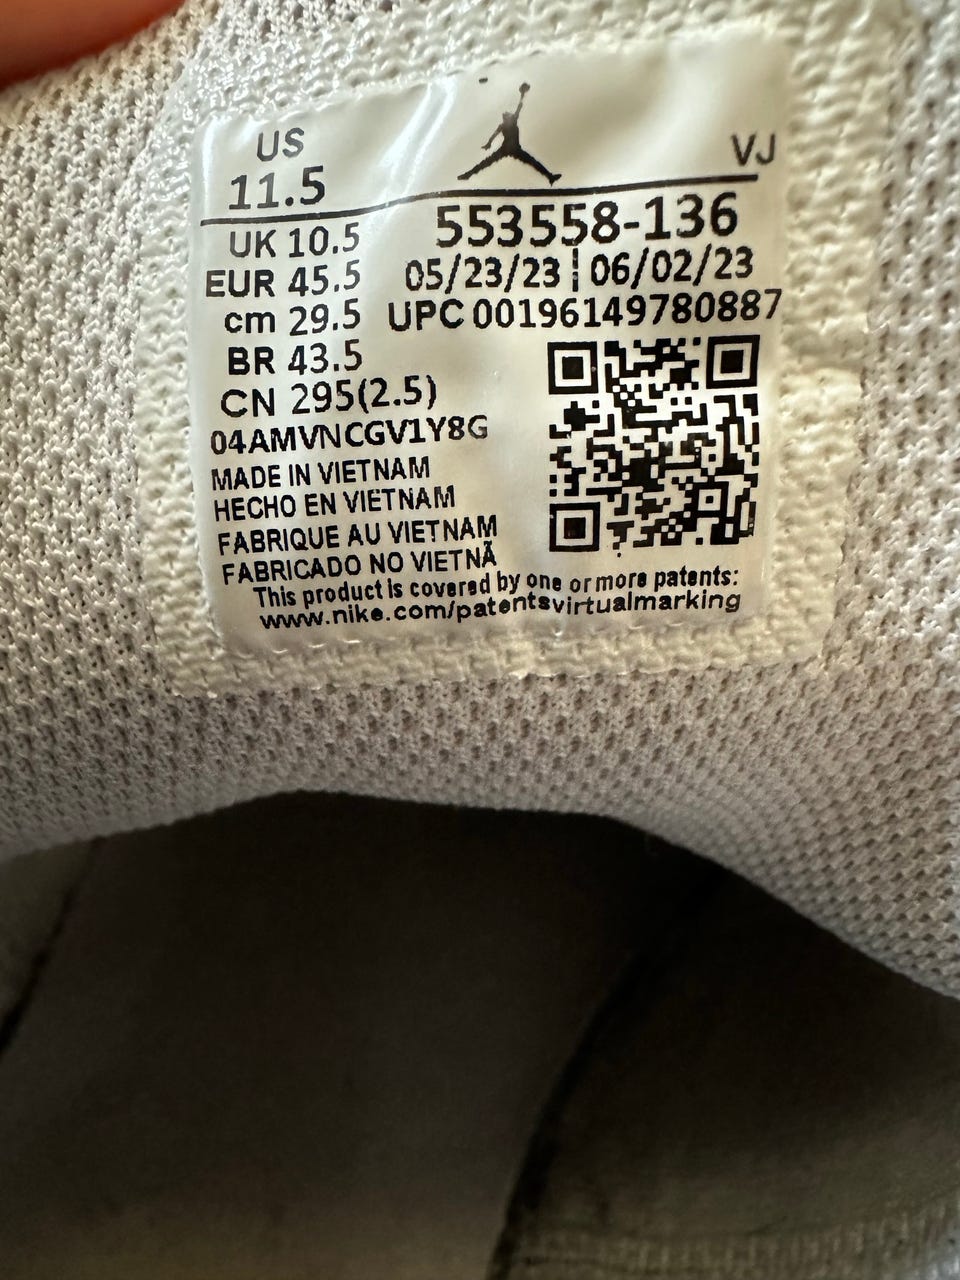 US
11.5
VJ
UK 10.5
EUR 45.5
cm 29.5
BR 43.5
CN 295(2.5)
553558-136
05/23/23 ¦ 06/02/23
UPC 00196149780887
04AMVNCGV1Y8G
MADE IN VIETNAM
HECHO EN VIETNAM
FABRIQUE AU VIETNAM
FABRICADO NO VIETNÃ
This product is covered by one or more patents:
www.nike.com/patentsvirtualmarking